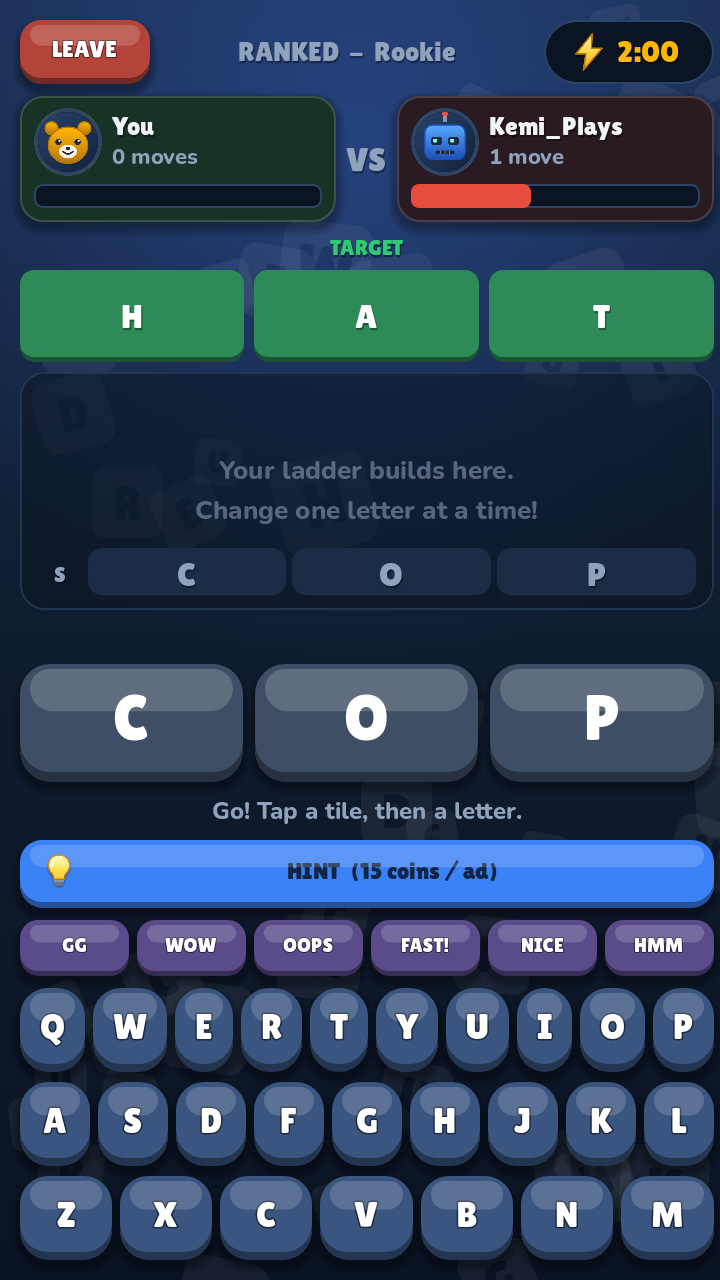 LEAVE
RANKED – Rookie
2:00
You
0 moves
VS
Kemi_Plays
1 move
TARGET
H A T
Your ladder builds here.
Change one letter at a time!
S C O P
C O P
Go! Tap a tile, then a letter.
HINT (15 coins / ad)
GG WOW OOPS FAST! NICE HMM
Q W E R T Y U I O P
A S D F G H J K L
Z X C V B N M